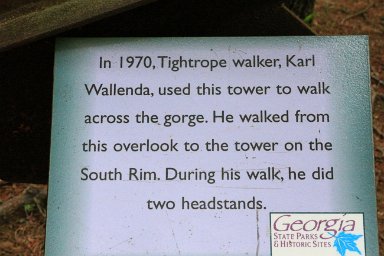 In 1970, Tightrope walker, Karl
Wallenda, used this tower to walk
across the gorge. He walked from
this overlook to the tower on the
South Rim. During his walk, he did
two headstands.
Georgia
STATE PARKS
& HISTORIC SITES